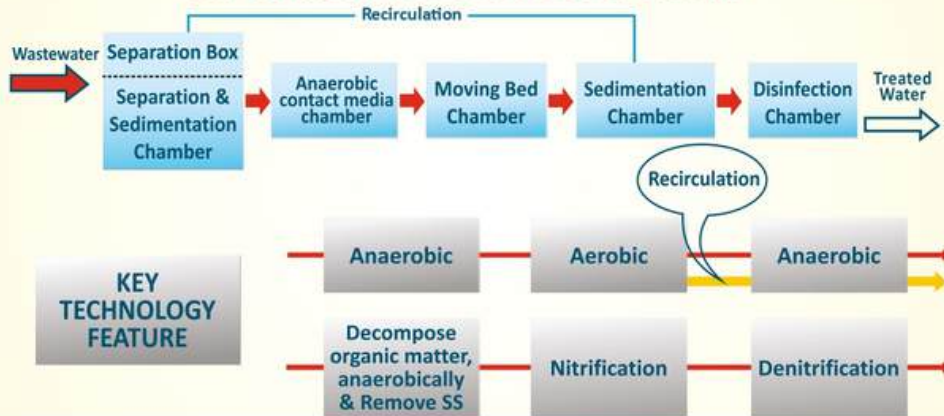 Recirculation
Wastewater
Separation Box
Separation &
Sedimentation
Chamber
Anaerobic
contact media
chamber
Moving Bed
Chamber
Sedimentation
Chamber
Disinfection
Chamber
Treated
Water
Recirculation
KEY
TECHNOLOGY
FEATURE
Anaerobic
Aerobic
Anaerobic
Decompose
organic matter,
anaerobically
& Remove SS
Nitrification
Denitrification